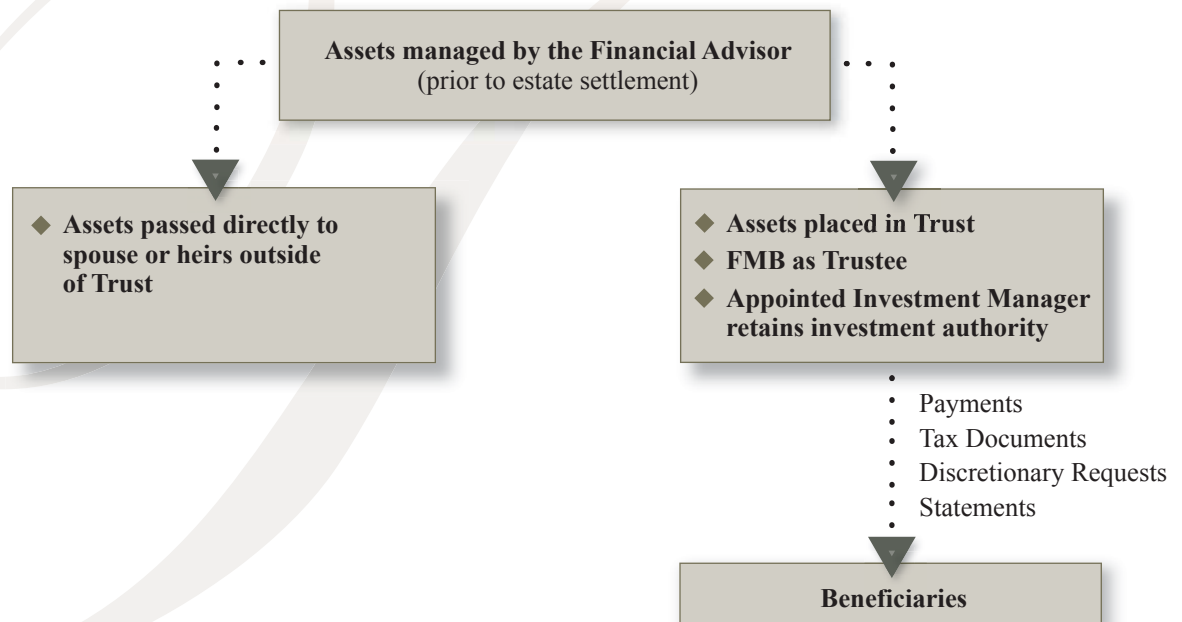 Assets managed by the Financial Advisor
(prior to estate settlement)
◆ Assets passed directly to
spouse or heirs outside
of Trust
◆ Assets placed in Trust
◆ FMB as Trustee
◆ Appointed Investment Manager
retains investment authority
Payments
Tax Documents
Discretionary Requests
Statements
Beneficiaries